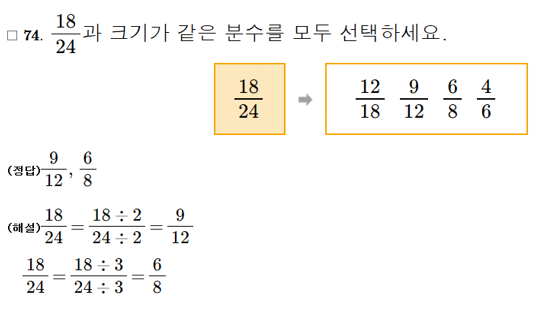 □ 74. 18/24과 크기가 같은 분수를 모두 선택하세요.
18/24 ➡ 12/18 9/12 6/8 4/6
(정답) 9/12, 6/8
(해설) 18/24 = 18 ÷ 2/24 ÷ 2 = 9/12
18/24 = 18 ÷ 3/24 ÷ 3 = 6/8